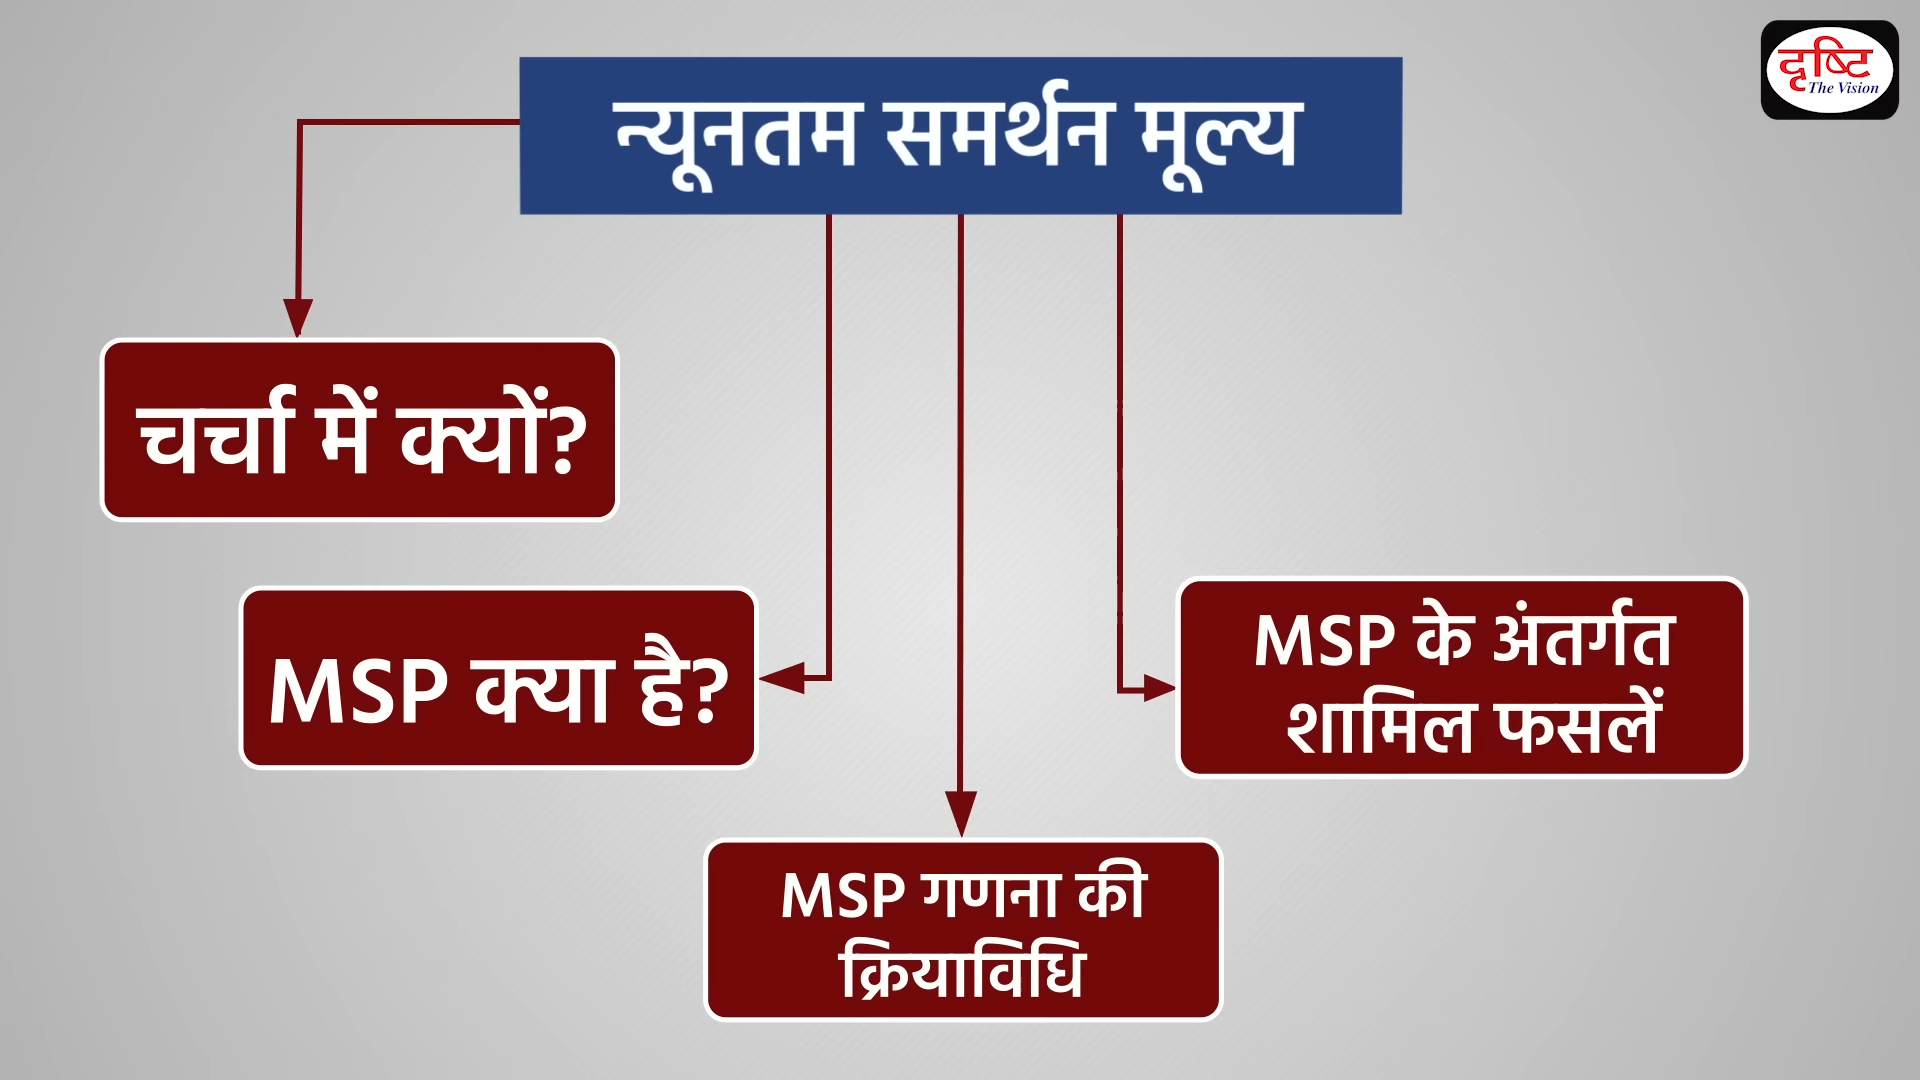 न्यूनतम समर्थन मूल्य
दृष्टि
The Vision
चर्चा में क्यों?
MSP क्या है?
MSP के अंतर्गत
शामिल फसलें
MSP गणना की
क्रियाविधि